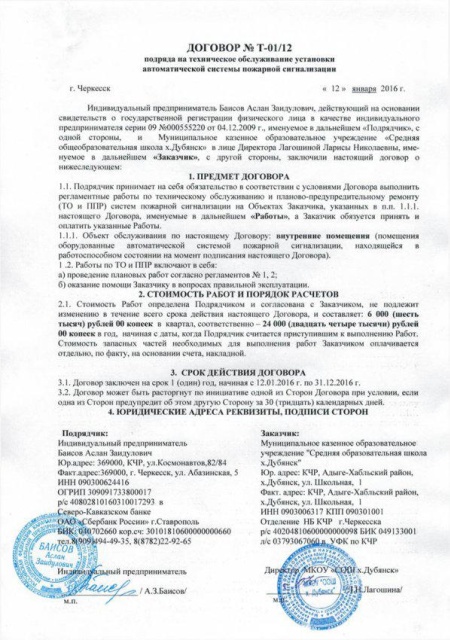 ДОГОВОР № Т-01/12
подряда на техническое обслуживание установки
автоматической системы пожарной сигнализации
г. Черкесск « 12 » января 2016 г.
Индивидуальный предприниматель Баисов Аслан Заидулович, действующий на основании
свидетельства о государственной регистрации физического лица в качестве индивидуального
предпринимателя серии 09 №000555220 от 04.12.2009 г., именуемое в дальнейшем «Подрядчик», с
одной стороны, и Муниципальное казенное образовательное учреждение «Средняя
общеобразовательная школа х.Дубянск» в лице Директора Лагошиной Ларисы Николаевны, име-
нуемое в дальнейшем «Заказчик», с другой стороны, заключили настоящий договор о
нижеследующем:
1. ПРЕДМЕТ ДОГОВОРА
1.1. Подрядчик принимает на себя обязательство в соответствии с условиями Договора выполнить
регламентные работы по техническому обслуживанию и планово-предупредительному ремонту
(ТО и ППР) систем пожарной сигнализации на Объектах Заказчика, указанных в п.п. 1.1.1.
настоящего Договора, именуемые в дальнейшем «Работы», а Заказчик обязуется принять и
оплатить указанные Работы.
1.1.1. Объект обслуживания по настоящему Договору: внутренние помещения (помещения
оборудованные автоматической системой пожарной сигнализации, находящейся в
работоспособном состоянии на момент подписания настоящего Договора).
1 .2. Работы по ТО и ППР включают в себя:
а) проведение плановых работ согласно регламентов № 1, 2;
б) оказание помощи Заказчику в вопросах правильной эксплуатации.
2. СТОИМОСТЬ РАБОТ И ПОРЯДОК РАСЧЕТОВ
2.1. Стоимость Работ определена Подрядчиком и согласована с Заказчиком, не подлежит
изменению в течение всего срока действия настоящего Договора, и составляет: 6 000 (шесть
тысяч) рублей 00 копеек в квартал, соответственно – 24 000 (двадцать четыре тысячи) рублей
00 копеек в год, начиная с даты, когда Подрядчик считается приступившим к выполнению Работ.
Стоимость запасных частей необходимых для выполнения работ Заказчиком оплачивается
отдельно, по факту, на основании счета, накладной.
3. СРОК ДЕЙСТВИЯ ДОГОВОРА
3.1. Договор заключен на срок 1 (один) год, начиная с 12.01.2016 г. по 31.12.2016 г.
3.2. Договор может быть расторгнут по инициативе одной из Сторон Договора при условии, если
одна из Сторон предупредит об этом другую Сторону за 30 (тридцать) календарных дней.
4. ЮРИДИЧЕСКИЕ АДРЕСА РЕКВИЗИТЫ, ПОДПИСИ СТОРОН
Подрядчик:
Индивидуальный предприниматель
Баисов Аслан Заидулович
Юр.адрес: 369000, КЧР, ул.Космонавтов,82/84
Факт.адрес:369000, г. Черкесск, ул. Абазинская, 5
ИНН 090300624416
ОГРИП 309091733800017
р/с 40802810160310017293 в
Северо-Кавказском банке
ОАО «Сбербанк России» г.Ставрополь
БИК 040702660 кор.сч: 30101810600000000660
тел.8(909)494-49-35, 8(8782)22-92-65
Индивидуальный предприниматель
/ А.З.Баисов/
м.п.
Заказчик:
Муниципальное казенное образовательное
учреждение "Средняя образовательная школа
х.Дубянск"
Юр. адрес: КЧР, Адыге-Хабльский район,
х.Дубянск, ул. Школьная, 1
Факт. адрес: КЧР, Адыге-Хабльский район,
х.Дубянск, ул. Школьная, 1
ИНН 0903006317 КПП 090301001
Отделение НБ КЧР г.Черкесска
р/с 40204810600000000098 БИК 049133001
л/с 03793067060 в УФК по КЧР
Директор МКОУ «СОШ х.Дубянск»
Лагошина/
м.п.
БАИСОВ
Аслан
Заидулович